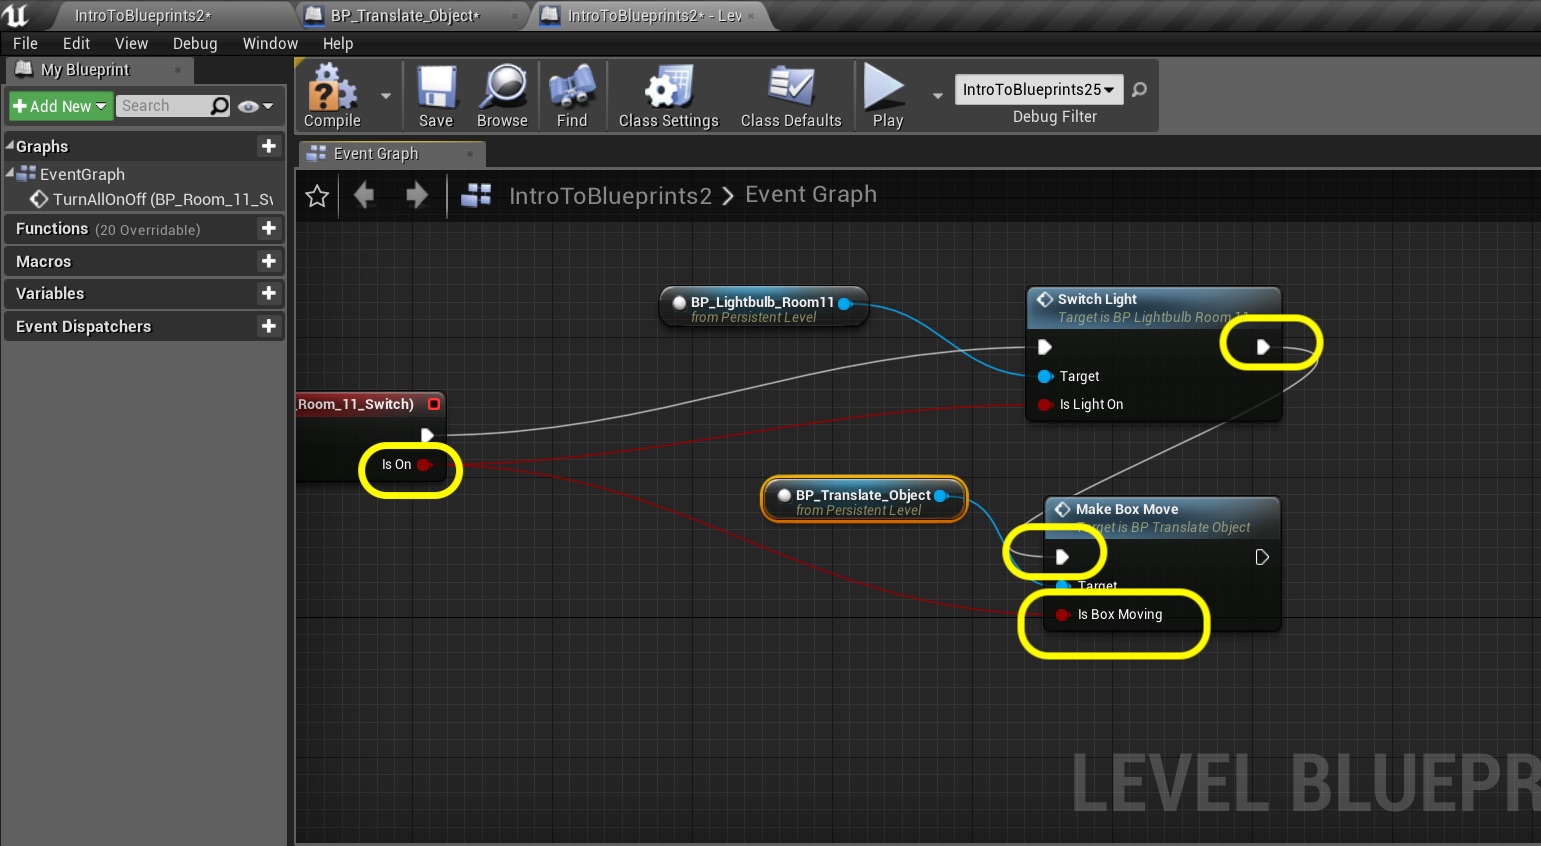 IntroToBlueprints2*
BP_Translate_Object*
IntroToBlueprints2* - Lev
File Edit View Debug Window Help
My Blueprint
Add New Search
Compile Save Browse Find Class Settings Class Defaults Play
IntroToBlueprints25
Debug Filter
Graphs
EventGraph
TurnAllOnOff (BP_Room_11_Sw
Functions (20 Overridable)
Macros
Variables
Event Dispatchers
Event Graph
IntroToBlueprints2 > Event Graph
BP_Lightbulb_Room11
from Persistent Level
Switch Light
Target is BP Lightbulb Room 11
Target
Is Light On
_Room_11_Switch)
Is On
BP_Translate_Object
from Persistent Level
Make Box Move
Target is BP Translate Object
Target
Is Box Moving
LEVEL BLUEPR